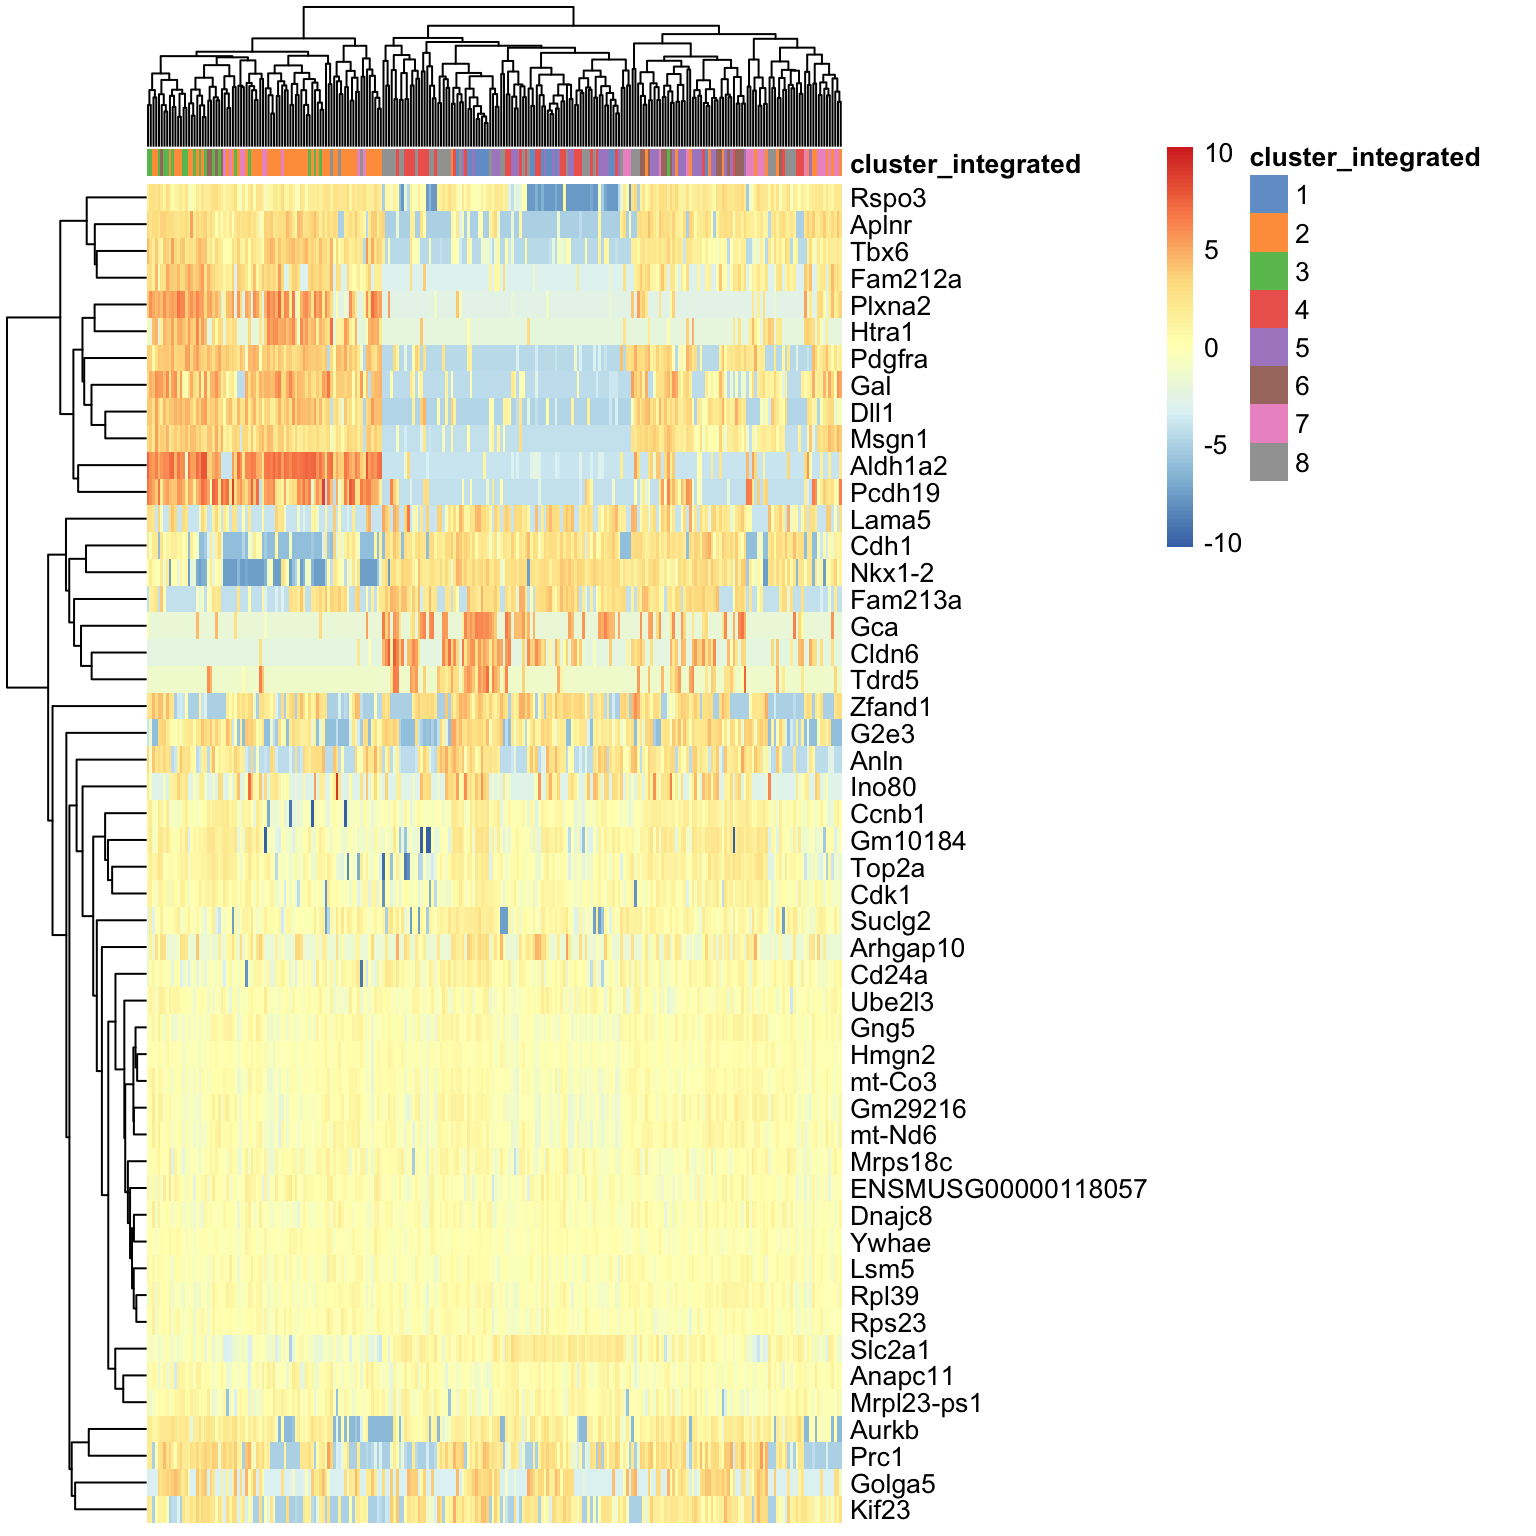 cluster_integrated
Rspo3
Aplnr
Tbx6
Fam212a
Plxna2
Htra1
Pdgfra
Gal
Dll1
Msgn1
Aldh1a2
Pcdh19
Lama5
Cdh1
Nkx1-2
Fam213a
Gca
Cldn6
Tdrd5
Zfand1
G2e3
Anln
Ino80
Ccnb1
Gm10184
Top2a
Cdk1
Suclg2
Arhgap10
Cd24a
Ube2l3
Gng5
Hmgn2
mt-Co3
Gm29216
mt-Nd6
Mrps18c
ENSMUSG00000118057
Dnajc8
Ywhae
Lsm5
Rpl39
Rps23
Slc2a1
Anapc11
Mrpl23-ps1
Aurkb
Prc1
Golga5
Kif23
10
5
0
-5
-10
cluster_integrated
1
2
3
4
5
6
7
8